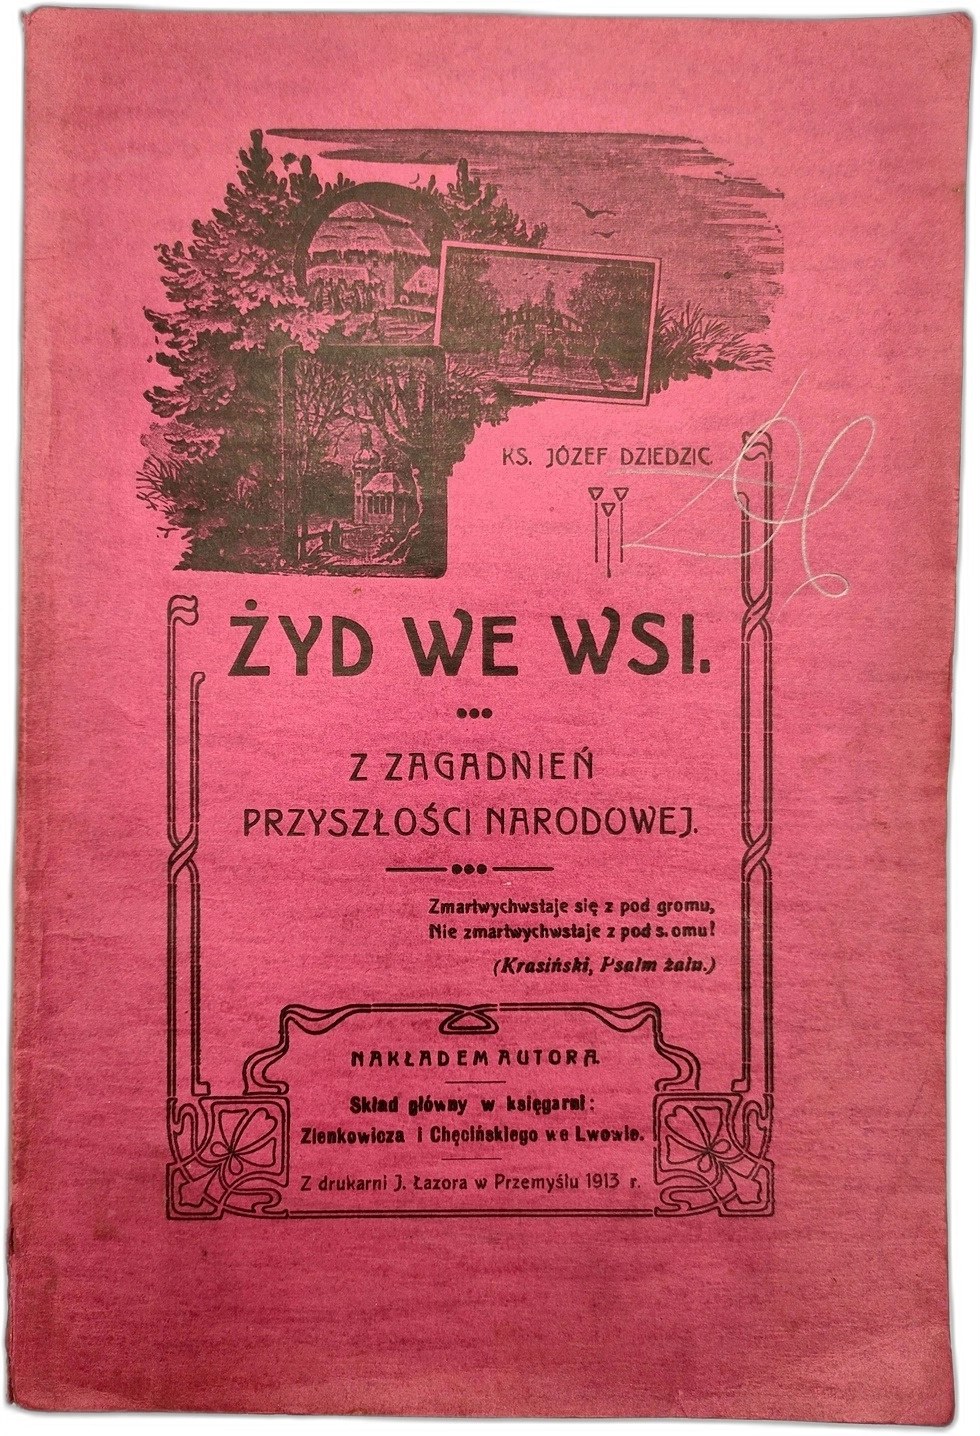 KS. JÓZEF DZIEDZIC.
ŻYD WE WSI.
Z ZAGADNIEŃ
PRZYSZŁOŚCI NARODOWEJ.
Zmartwychwstaje się z pod gromu,
Nie zmartwychwstaje z pod s.omu!
(Krasiński, Psalm żalu.)
NAKŁADEM AUTORA.
Skład główny w księgarni:
Zienkowicza i Chęcińskiego we Lwowie.
Z drukarni J. Łazora w Przemyślu 1913 r.